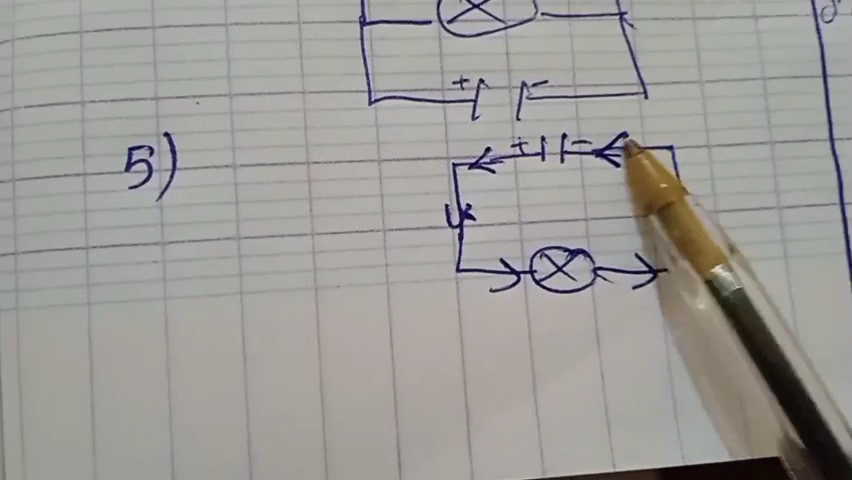 + -
5)
+ -